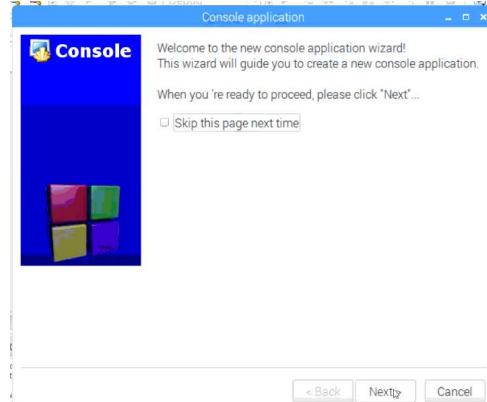 Console application
Console
Welcome to the new console application wizard!
This wizard will guide you to create a new console application.
When you 're ready to proceed, please click "Next"...
Skip this page next time
< Back
Next
Cancel